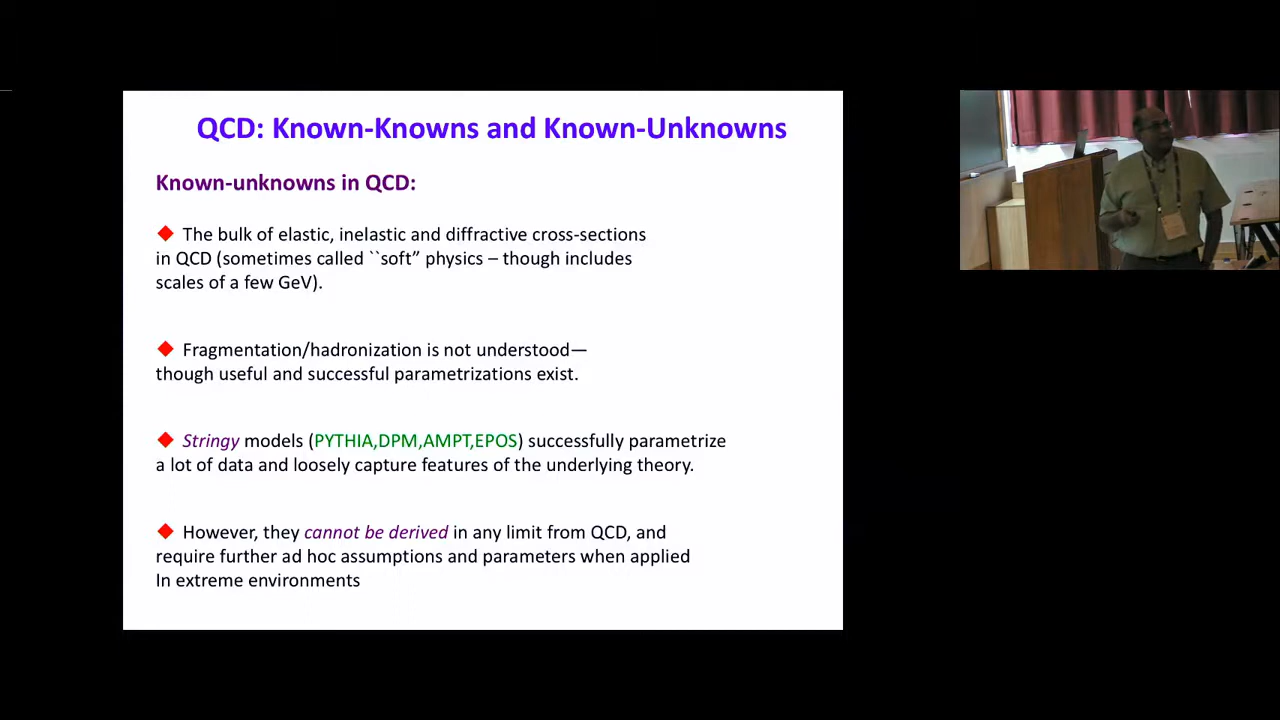 QCD: Known-Knowns and Known-Unknowns
Known-unknowns in QCD:
◆ The bulk of elastic, inelastic and diffractive cross-sections
in QCD (sometimes called ``soft” physics – though includes
scales of a few GeV).
◆ Fragmentation/hadronization is not understood—
though useful and successful parametrizations exist.
◆ Stringy models (PYTHIA,DPM,AMPT,EPOS) successfully parametrize
a lot of data and loosely capture features of the underlying theory.
◆ However, they cannot be derived in any limit from QCD, and
require further ad hoc assumptions and parameters when applied
In extreme environments